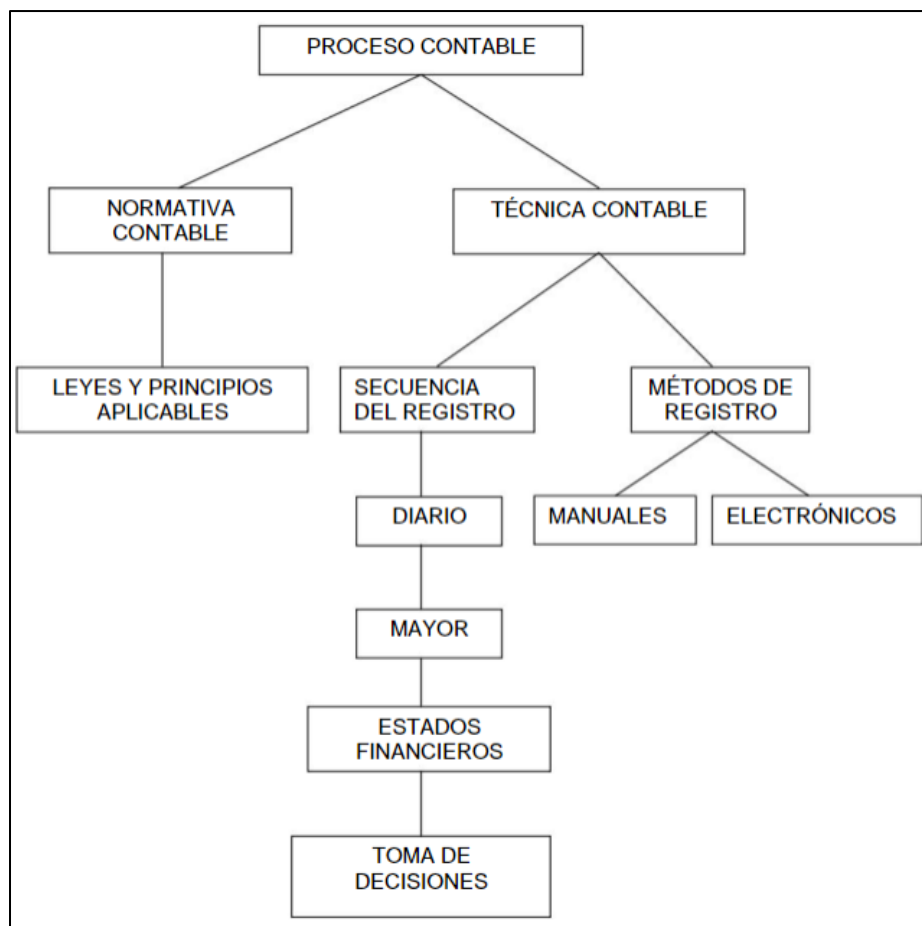 PROCESO CONTABLE
NORMATIVA
CONTABLE
TÉCNICA CONTABLE
LEYES Y PRINCIPIOS
APLICABLES
SECUENCIA
DEL REGISTRO
MÉTODOS DE
REGISTRO
DIARIO
MANUALES
ELECTRÓNICOS
MAYOR
ESTADOS
FINANCIEROS
TOMA DE
DECISIONES